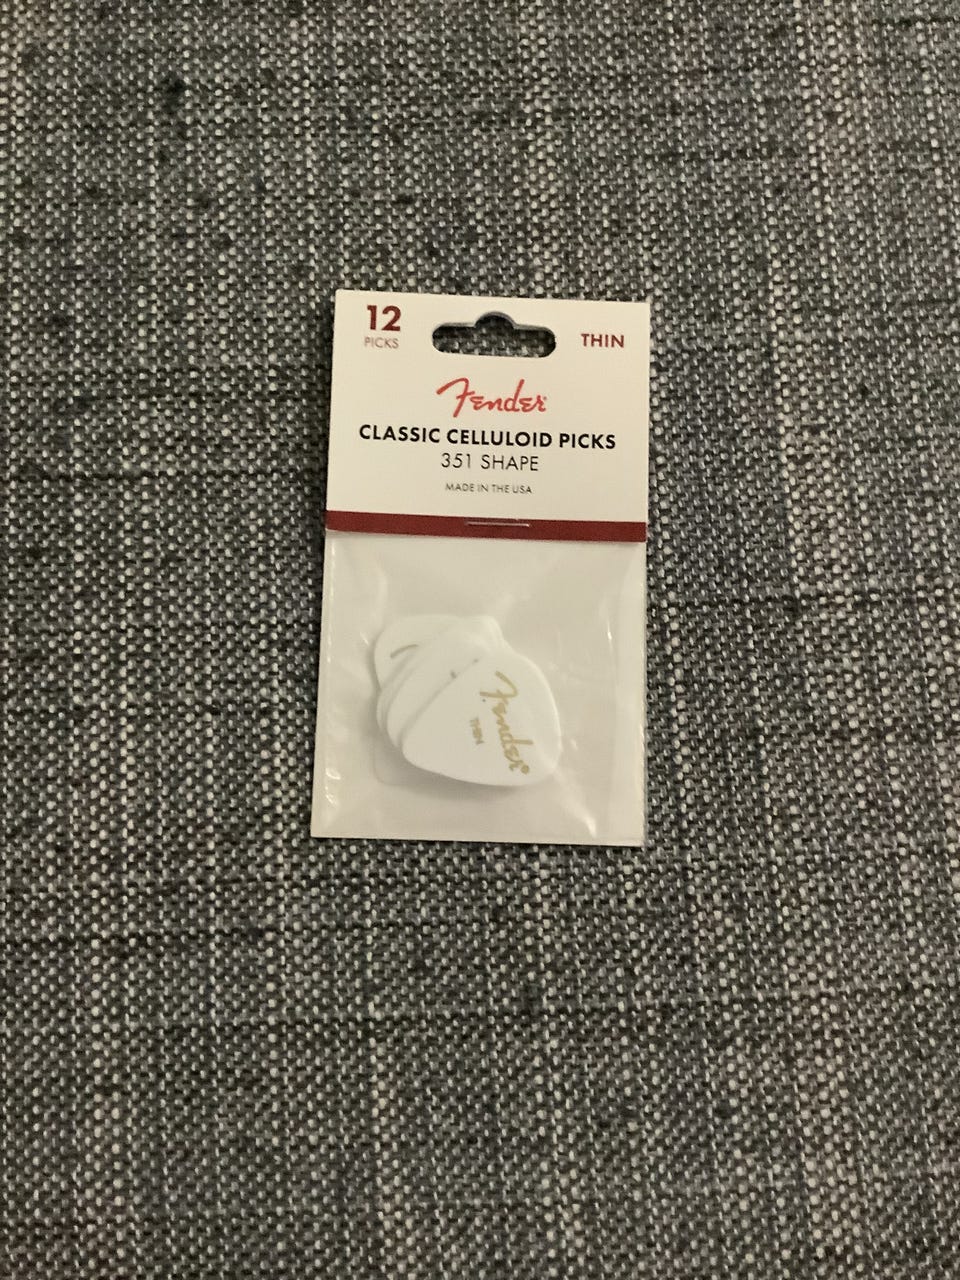 12
PICKS
THIN
Fender
CLASSIC CELLULOID PICKS
351 SHAPE
MADE IN THE USA
Fender
THIN